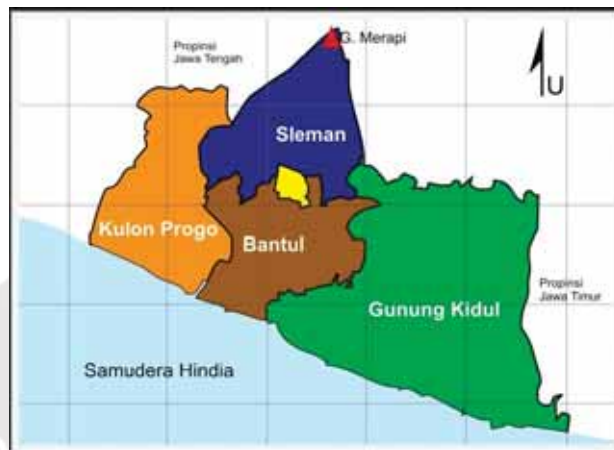 G. Merapi
Propinsi
Jawa Tengah
U
Sleman
Kulon Progo
Bantul
Propinsi
Jawa Timur
Gunung Kidul
Samudera Hindia